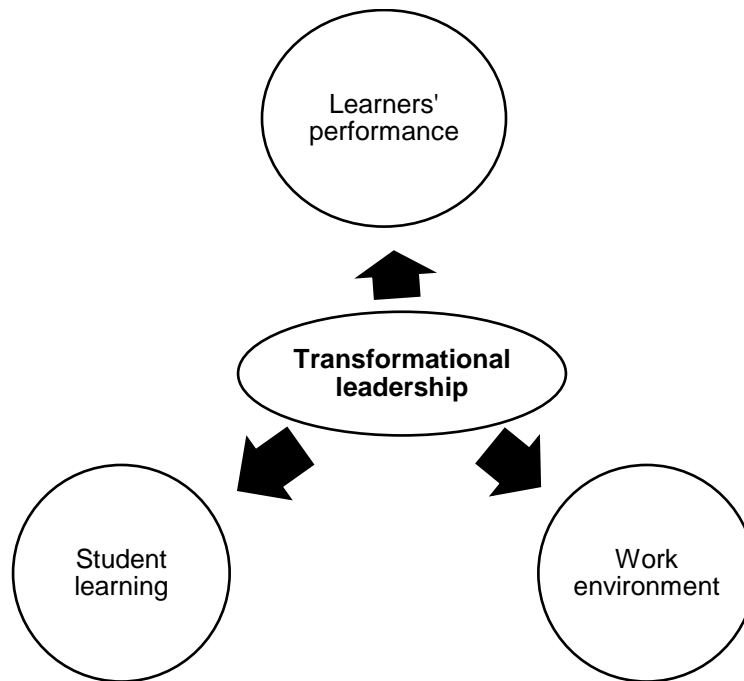 Learners'
performance
Transformational
leadership
Student
learning
Work
environment